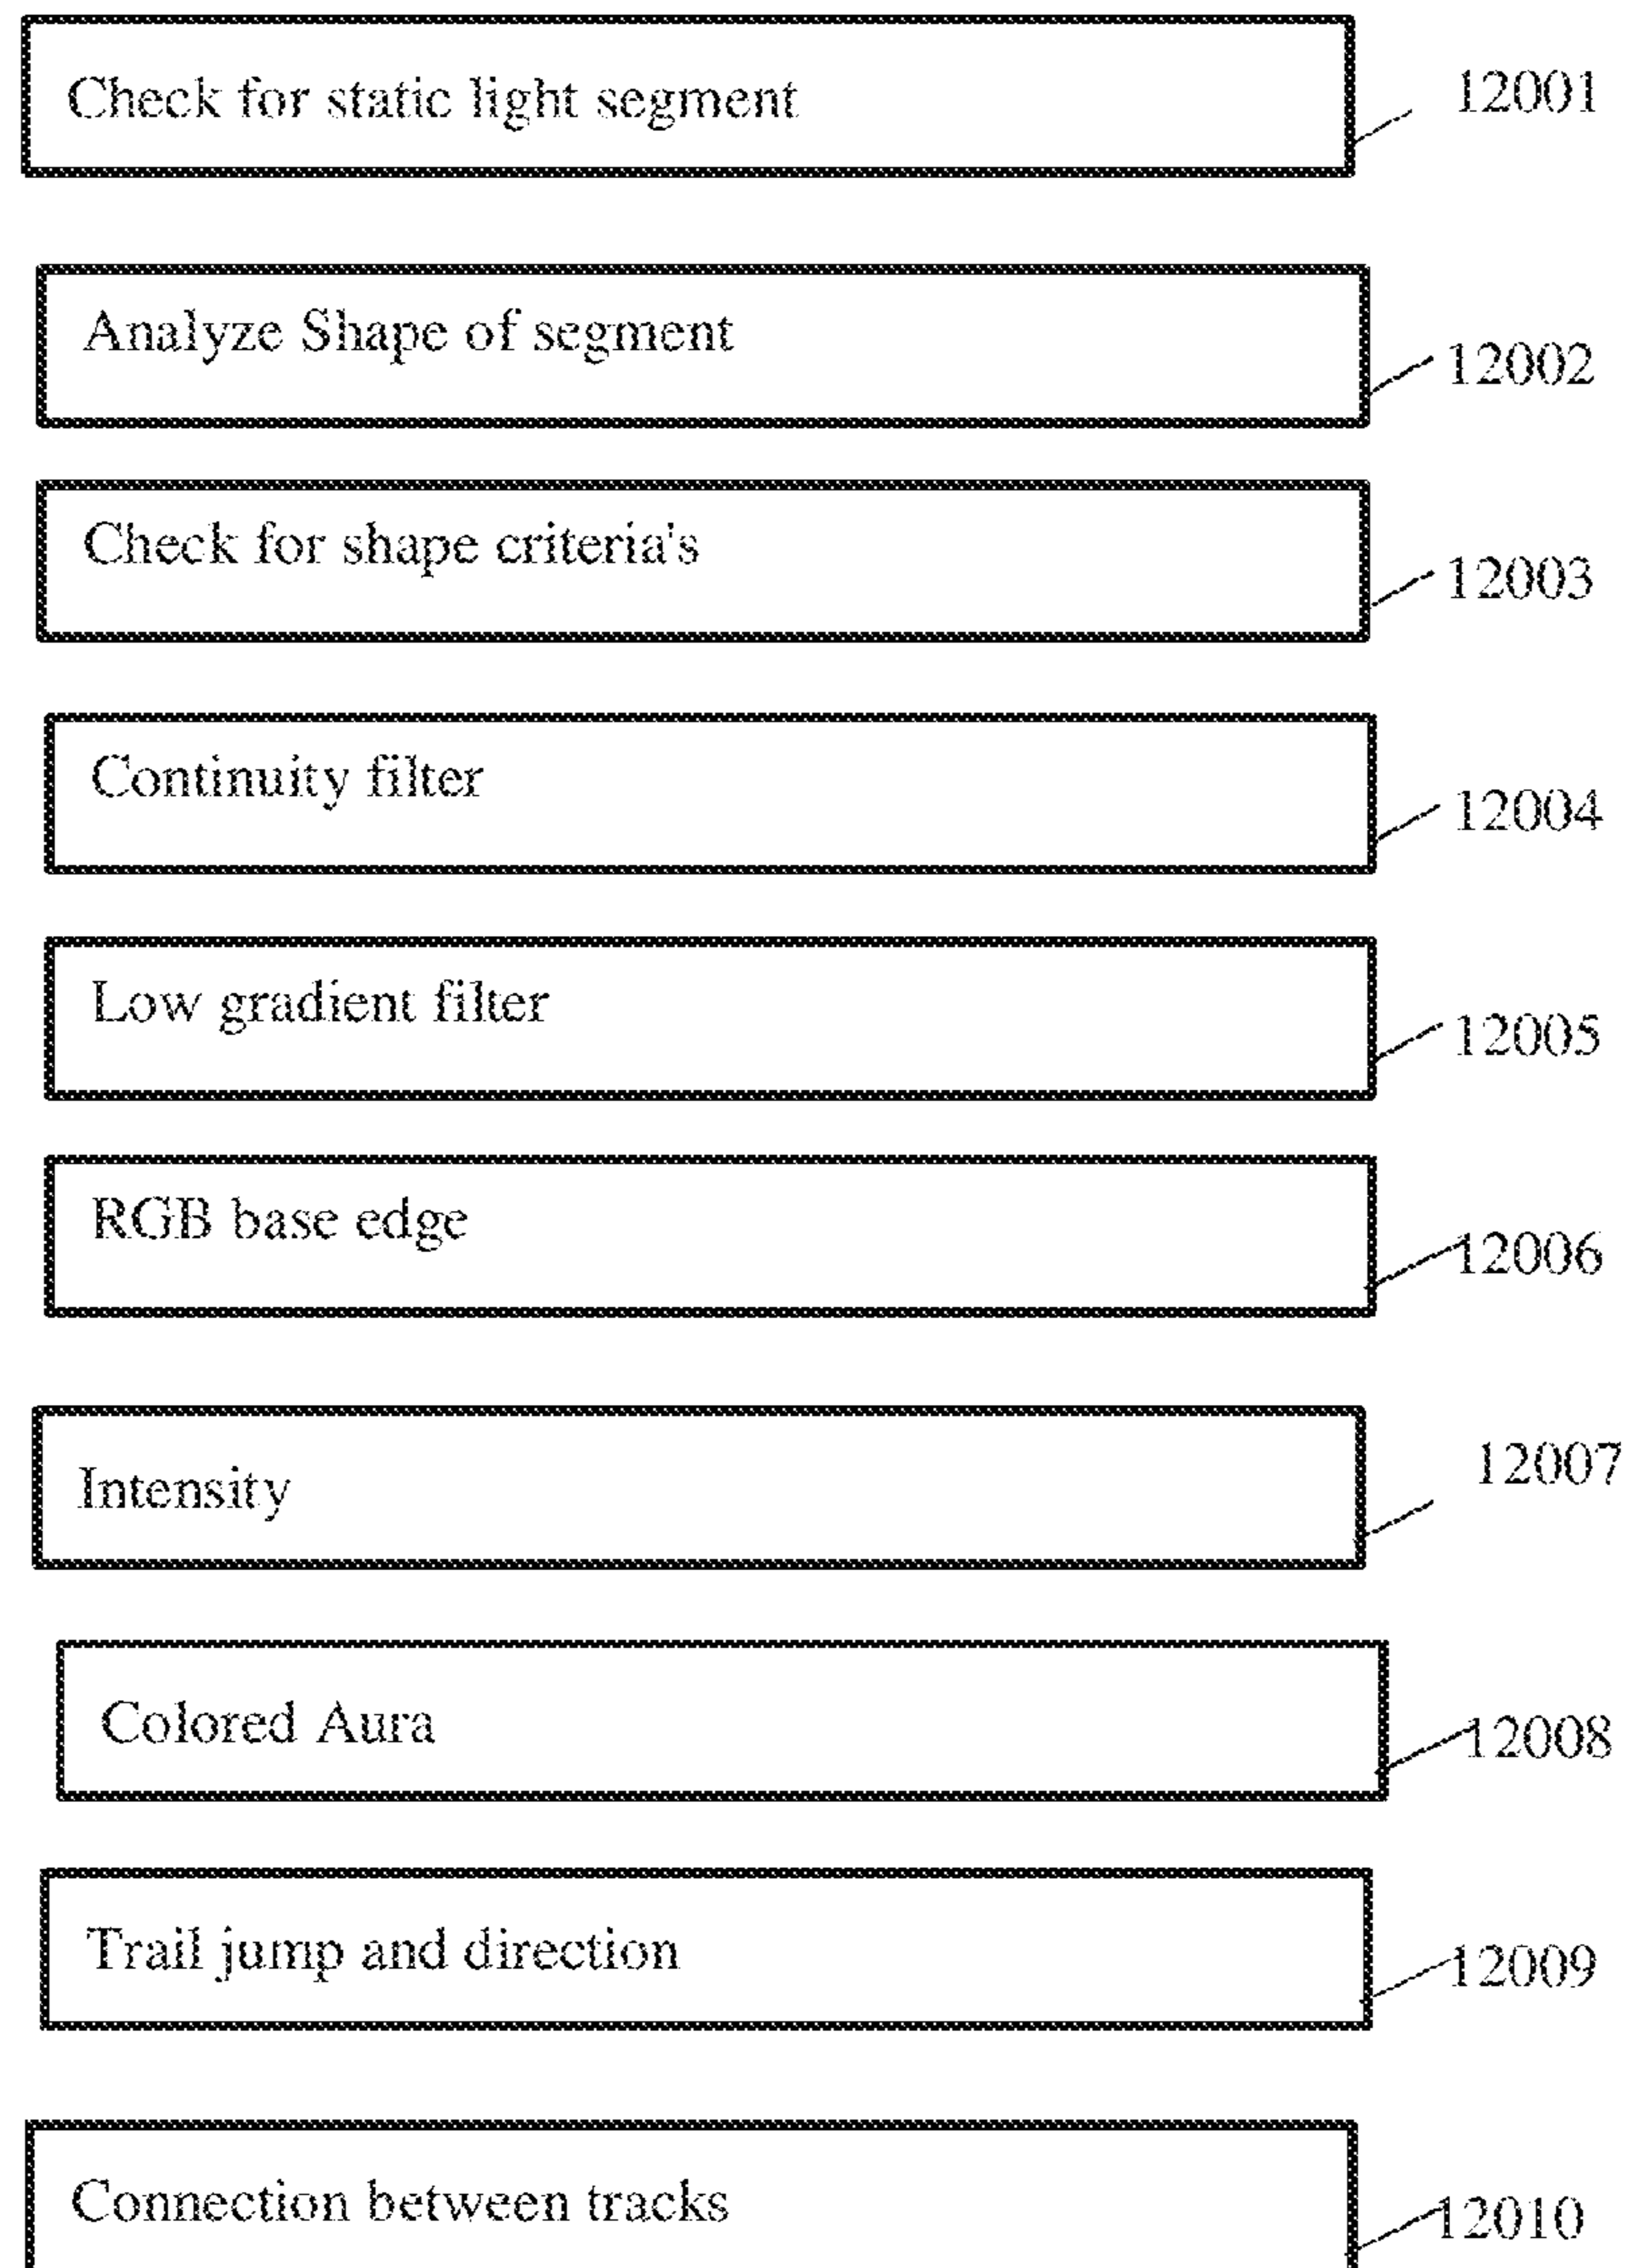 Check for static light segment 12001
Analyze Shape of segment 12002
Check for shape criteria's 12003
Continuity filter 12004
Low gradient filter 12005
RGB base edge 12006
Intensity 12007
Colored Aura 12008
Trail jump and direction 12009
Connection between tracks 12010